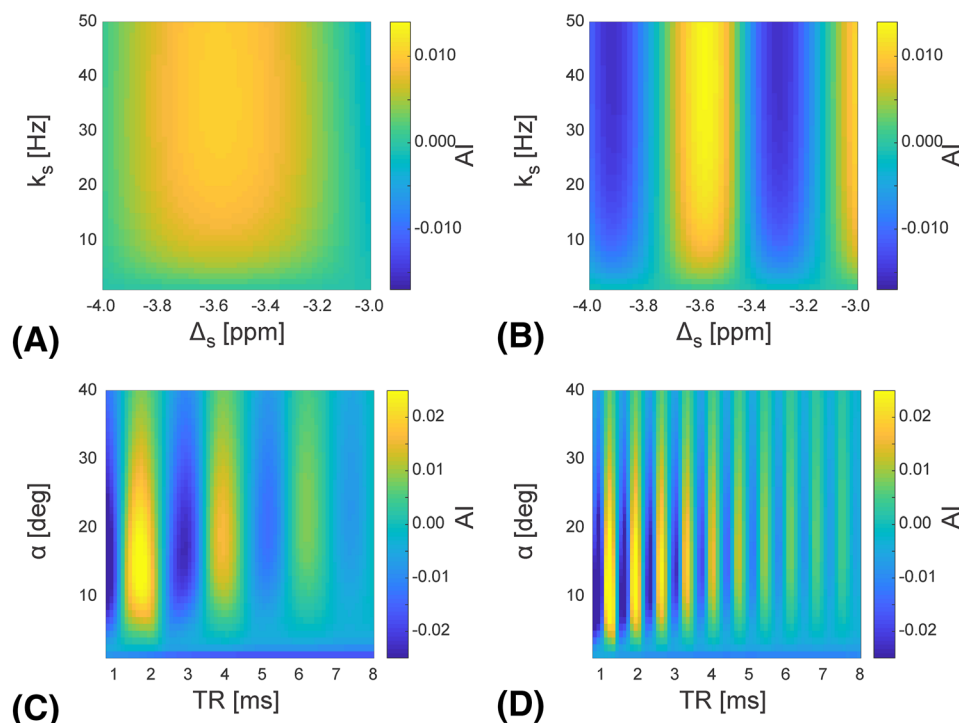 50
40
30
20
10
k_s [Hz]
-4.0 -3.8 -3.6 -3.4 -3.2 -3.0
Δ_s [ppm]
0.010
0.000
-0.010
AI
(A)
50
40
30
20
10
k_s [Hz]
-4.0 -3.8 -3.6 -3.4 -3.2 -3.0
Δ_s [ppm]
0.010
0.000
-0.010
AI
(B)
40
30
20
10
α [deg]
1 2 3 4 5 6 7 8
TR [ms]
0.02
0.01
0.00
-0.01
-0.02
AI
(C)
40
30
20
10
α [deg]
1 2 3 4 5 6 7 8
TR [ms]
0.02
0.01
0.00
-0.01
-0.02
AI
(D)